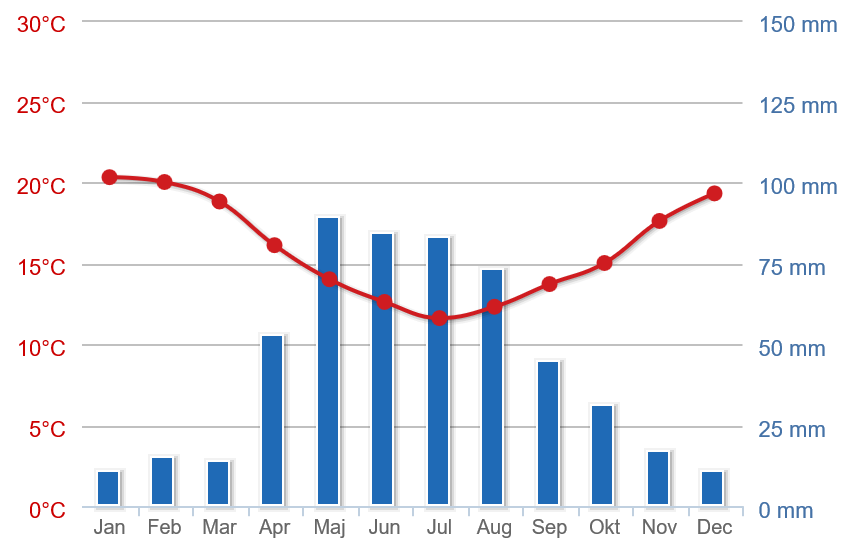 30°C 150 mm
25°C 125 mm
20°C 100 mm
15°C 75 mm
10°C 50 mm
5°C 25 mm
0°C 0 mm
Jan Feb Mar Apr Maj Jun Jul Aug Sep Okt Nov Dec